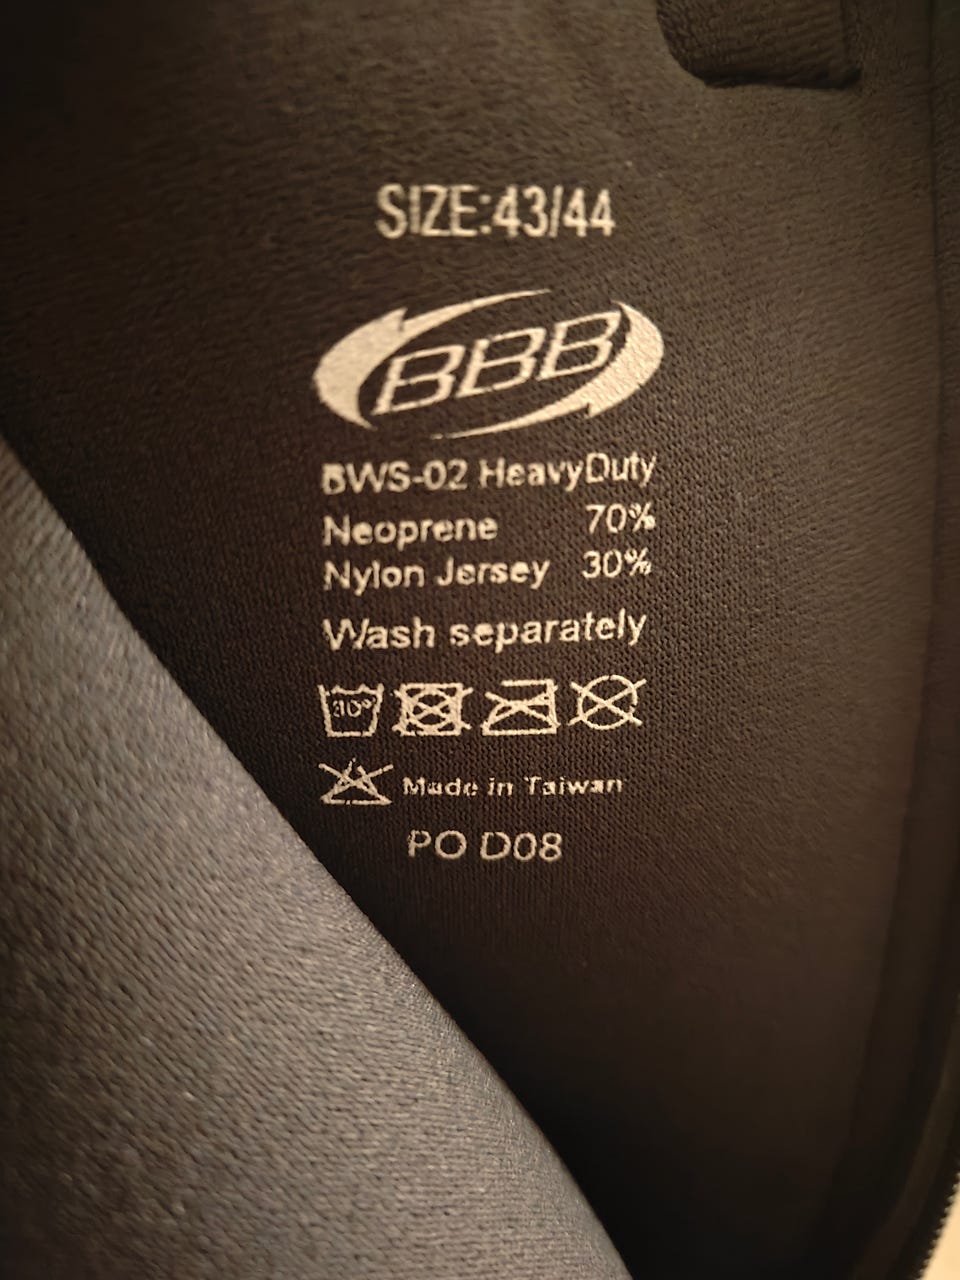 SIZE:43/44
BBB
BWS-02 HeavyDuty
Neoprene 70%
Nylon Jersey 30%
Wash separately
30°
Made in Taiwan
PO D08